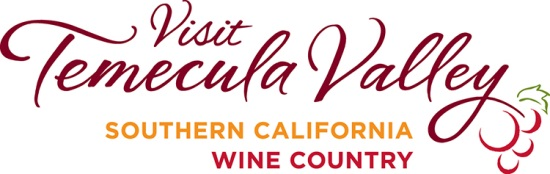 Visit
Temecula Valley
SOUTHERN CALIFORNIA
WINE COUNTRY